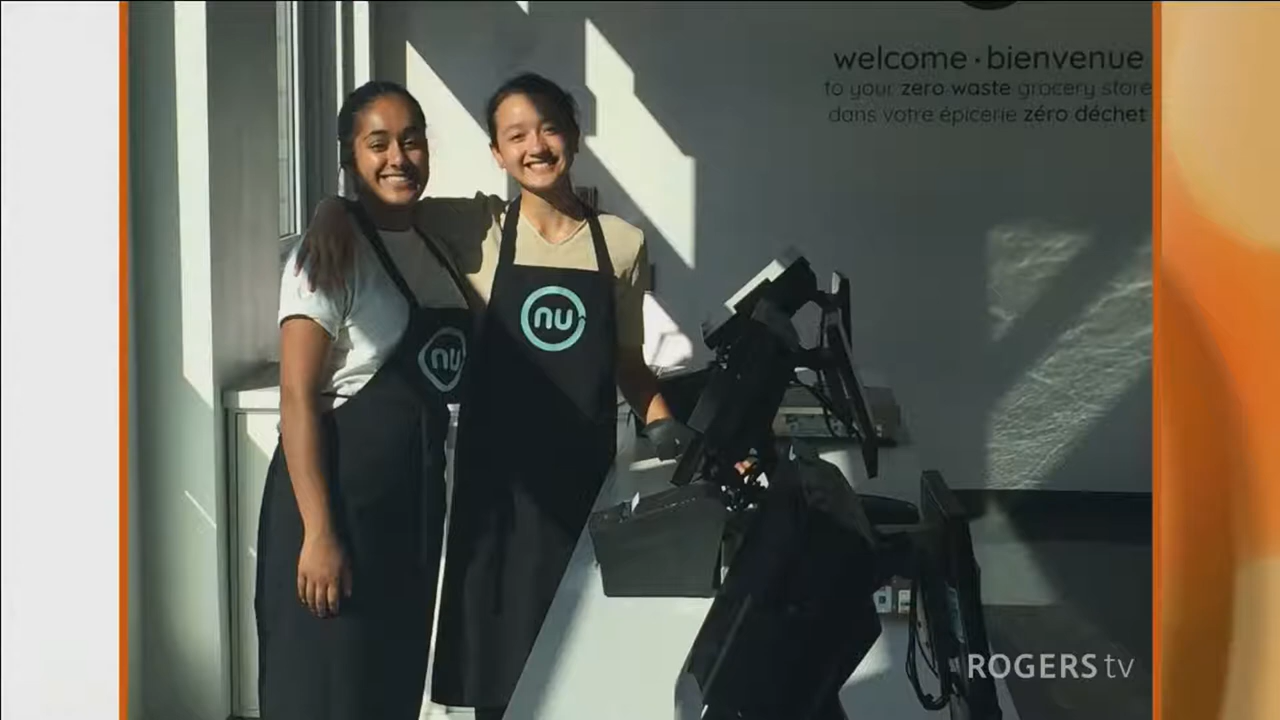 welcome · bienvenue
to your zero waste grocery store
dans votre épicerie zéro déchet
nu
nu
ROGERS tv